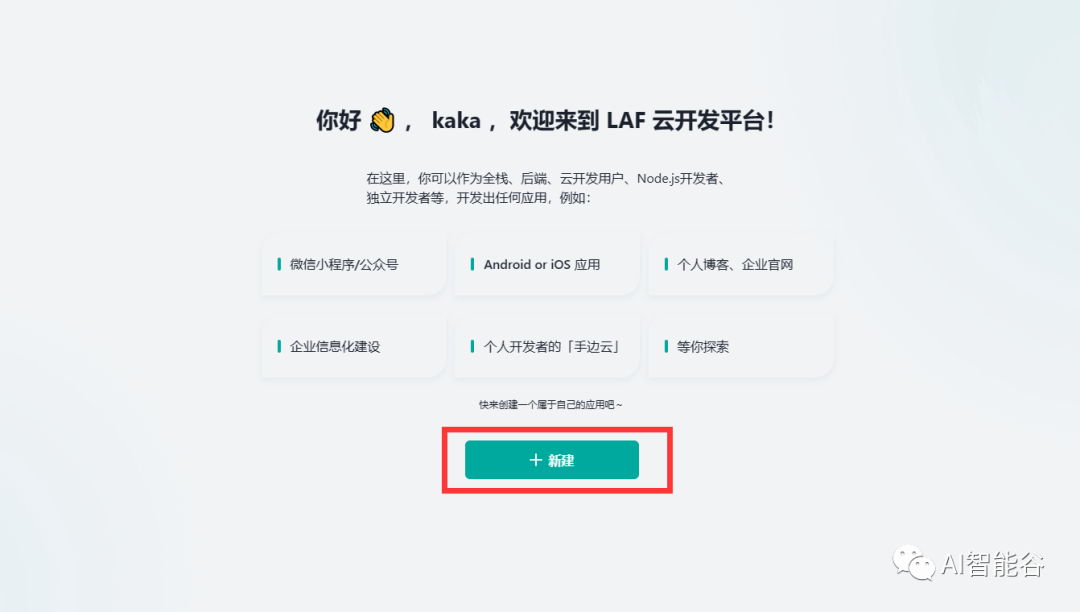 你好 👋 ， kaka ，欢迎来到 LAF 云开发平台！
在这里，你可以作为全栈、后端、云开发用户、Node.js开发者、
独立开发者等，开发出任何应用，例如：
微信小程序/公众号
Android or iOS 应用
个人博客、企业官网
企业信息化建设
个人开发者的「手边云」
等你探索
快来创建一个属于自己的应用吧～
＋ 新建
AI智能谷